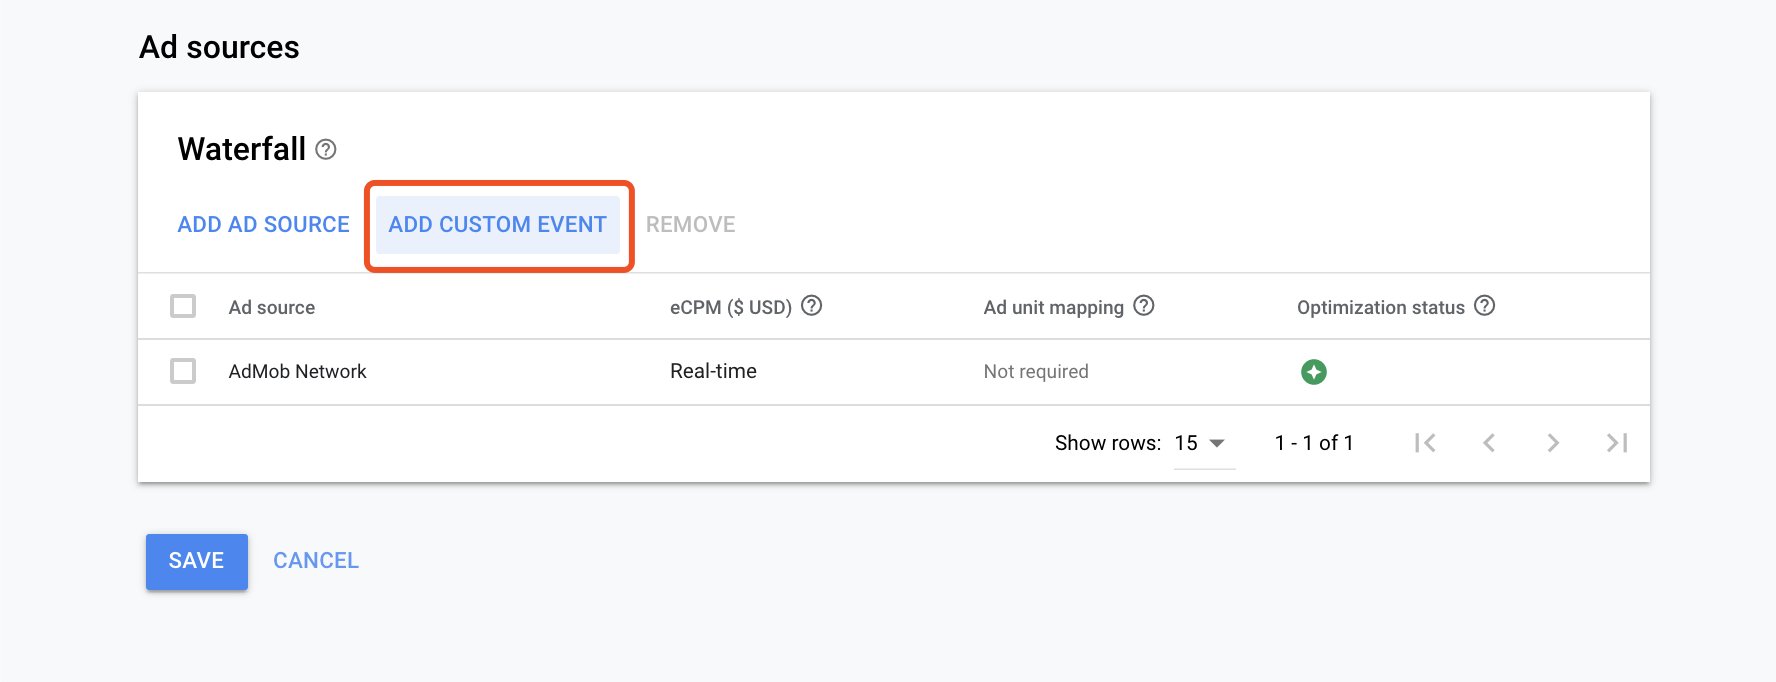 Ad sources
Waterfall ?
ADD AD SOURCE ADD CUSTOM EVENT REMOVE
Ad source eCPM ($ USD) ? Ad unit mapping ? Optimization status ?
AdMob Network Real-time Not required
Show rows: 15 1 - 1 of 1
SAVE CANCEL